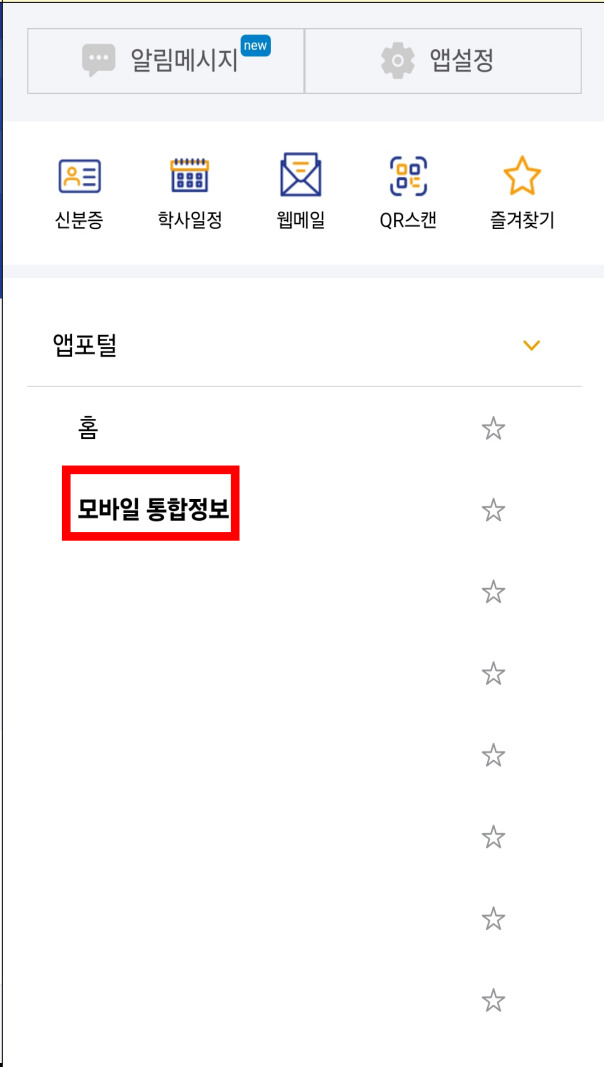 알림메시지 new
앱설정
신분증
학사일정
웹메일
QR스캔
즐겨찾기
앱포털
홈
모바일 통합정보